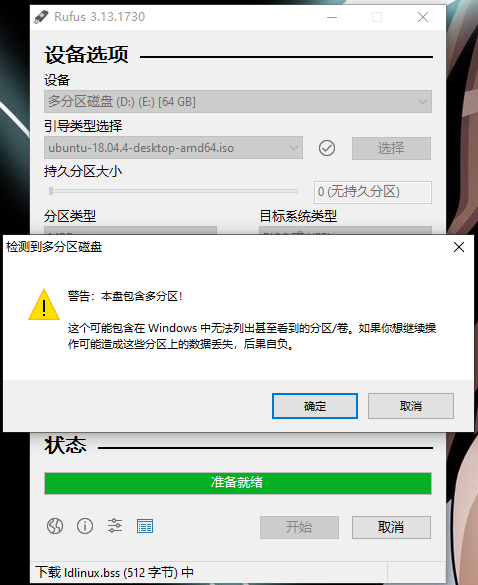 Rufus 3.13.1730
设备选项
设备
多分区磁盘 (D:) (E:) [64 GB]
引导类型选择
ubuntu-18.04.4-desktop-amd64.iso
选择
持久分区大小
0 (无持久分区)
分区类型
目标系统类型
检测到多分区磁盘
警告：本盘包含多分区！
这个可能包含在 Windows 中无法列出甚至看到的分区/卷。如果你想继续操
作可能造成这些分区上的数据丢失，后果自负。
确定
取消
状态
准备就绪
开始
取消
下载 ldlinux.bss (512 字节) 中